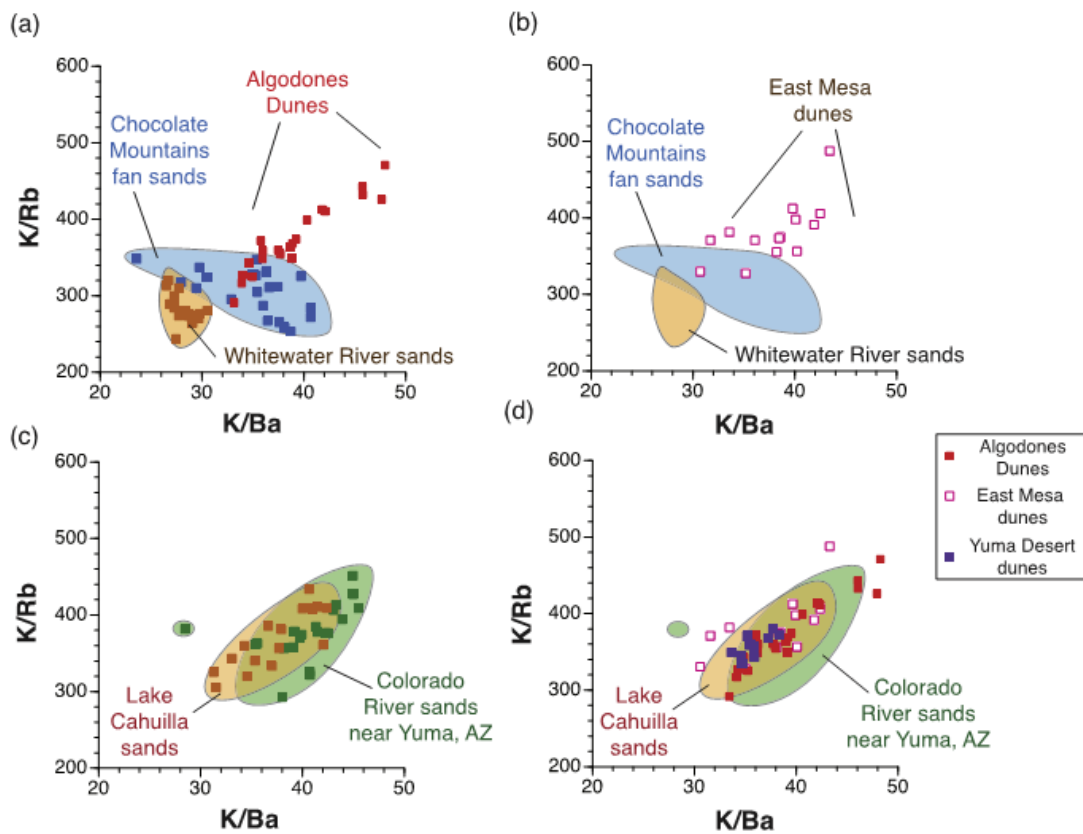 (a)
600
500
400
300
200
K/Rb
20
30
40
50
K/Ba
Algodones
Dunes
Chocolate
Mountains
fan sands
Whitewater River sands
(b)
600
500
400
300
200
K/Rb
20
30
40
50
K/Ba
East Mesa
dunes
Chocolate
Mountains
fan sands
Whitewater River sands
(c)
600
500
400
300
200
K/Rb
20
30
40
50
K/Ba
Lake
Cahuilla
sands
Colorado
River sands
near Yuma, AZ
(d)
600
500
400
300
200
K/Rb
20
30
40
50
K/Ba
Lake
Cahuilla
sands
Colorado
River sands
near Yuma, AZ
Algodones
Dunes
East Mesa
dunes
Yuma Desert
dunes